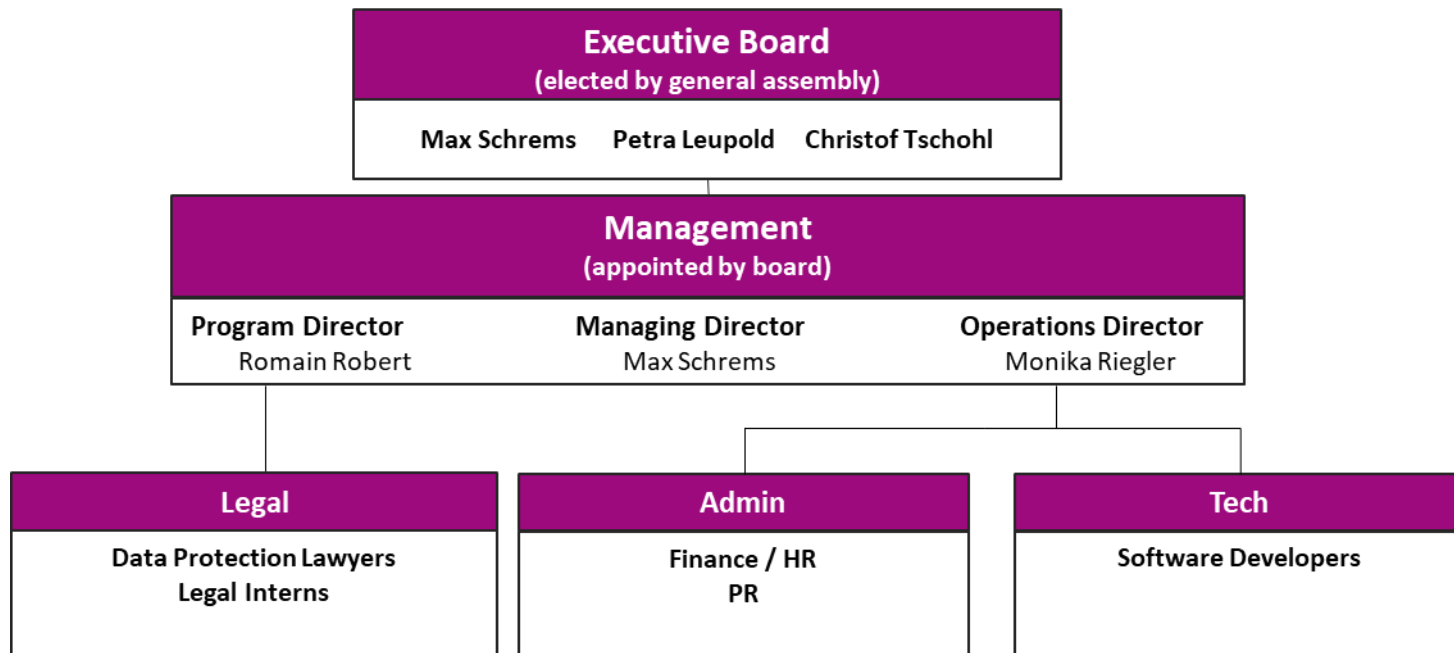 Executive Board
(elected by general assembly)
Max Schrems Petra Leupold Christof Tschohl
Management
(appointed by board)
Program Director Managing Director Operations Director
Romain Robert Max Schrems Monika Riegler
Legal Admin Tech
Data Protection Lawyers Finance / HR Software Developers
Legal Interns PR